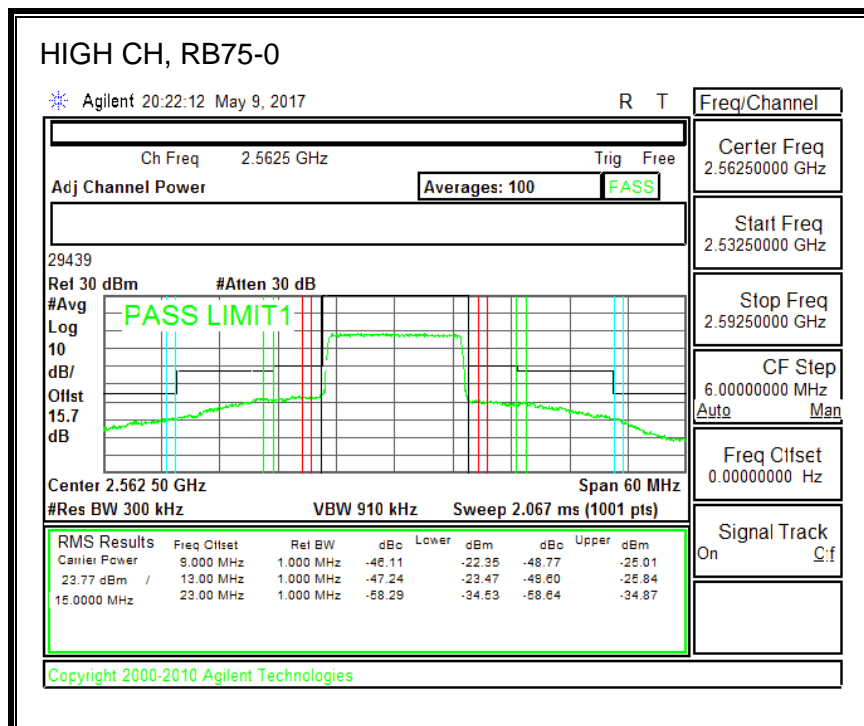 HIGH CH, RB75-0
Agilent 20:22:12 May 9, 2017 R T
Freq/Channel
Ch Freq 2.5625 GHz Trig Free
Adj Channel Power Averages: 100 PASS
Center Freq
2.56250000 GHz
Start Freq
2.53250000 GHz
Stop Freq
2.59250000 GHz
CF Step
6.00000000 MHz
Auto Man
Freq Offset
0.00000000 Hz
Signal Track
On Off
29439
Ref 30 dBm #Atten 30 dB
#Avg
Log
10
dB/
Offst
15.7
dB
PASS LIMIT1
Center 2.562 50 GHz Span 60 MHz
#Res BW 300 kHz VBW 910 kHz Sweep 2.067 ms (1001 pts)
RMS Results Freq Offset Ref BW dBc Lower dBm dBc Upper dBm
Carrier Power 9.000 MHz 1.000 MHz -46.11 -22.35 -48.77 -25.01
23.77 dBm / 13.00 MHz 1.000 MHz -47.24 -23.47 -49.60 -25.84
15.0000 MHz 23.00 MHz 1.000 MHz -58.29 -34.53 -58.64 -34.87
Copyright 2000-2010 Agilent Technologies